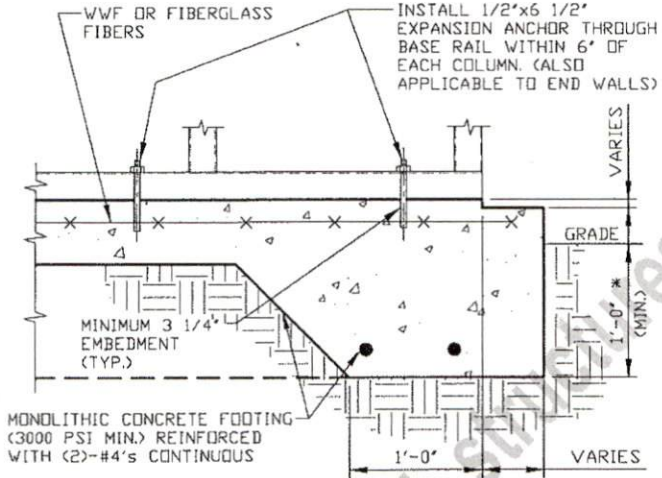 WWF OR FIBERGLASS
FIBERS
INSTALL 1/2"x6 1/2"
EXPANSION ANCHOR THROUGH
BASE RAIL WITHIN 6" OF
EACH COLUMN. (ALSO
APPLICABLE TO END WALLS)
VARIES
GRADE
1'-0" *
(MIN.)
MINIMUM 3 1/4"
EMBEDMENT
(TYP.)
MONOLITHIC CONCRETE FOOTING
(3000 PSI MIN.) REINFORCED
WITH (2)-#4's CONTINUOUS
1'-0"
VARIES
structures